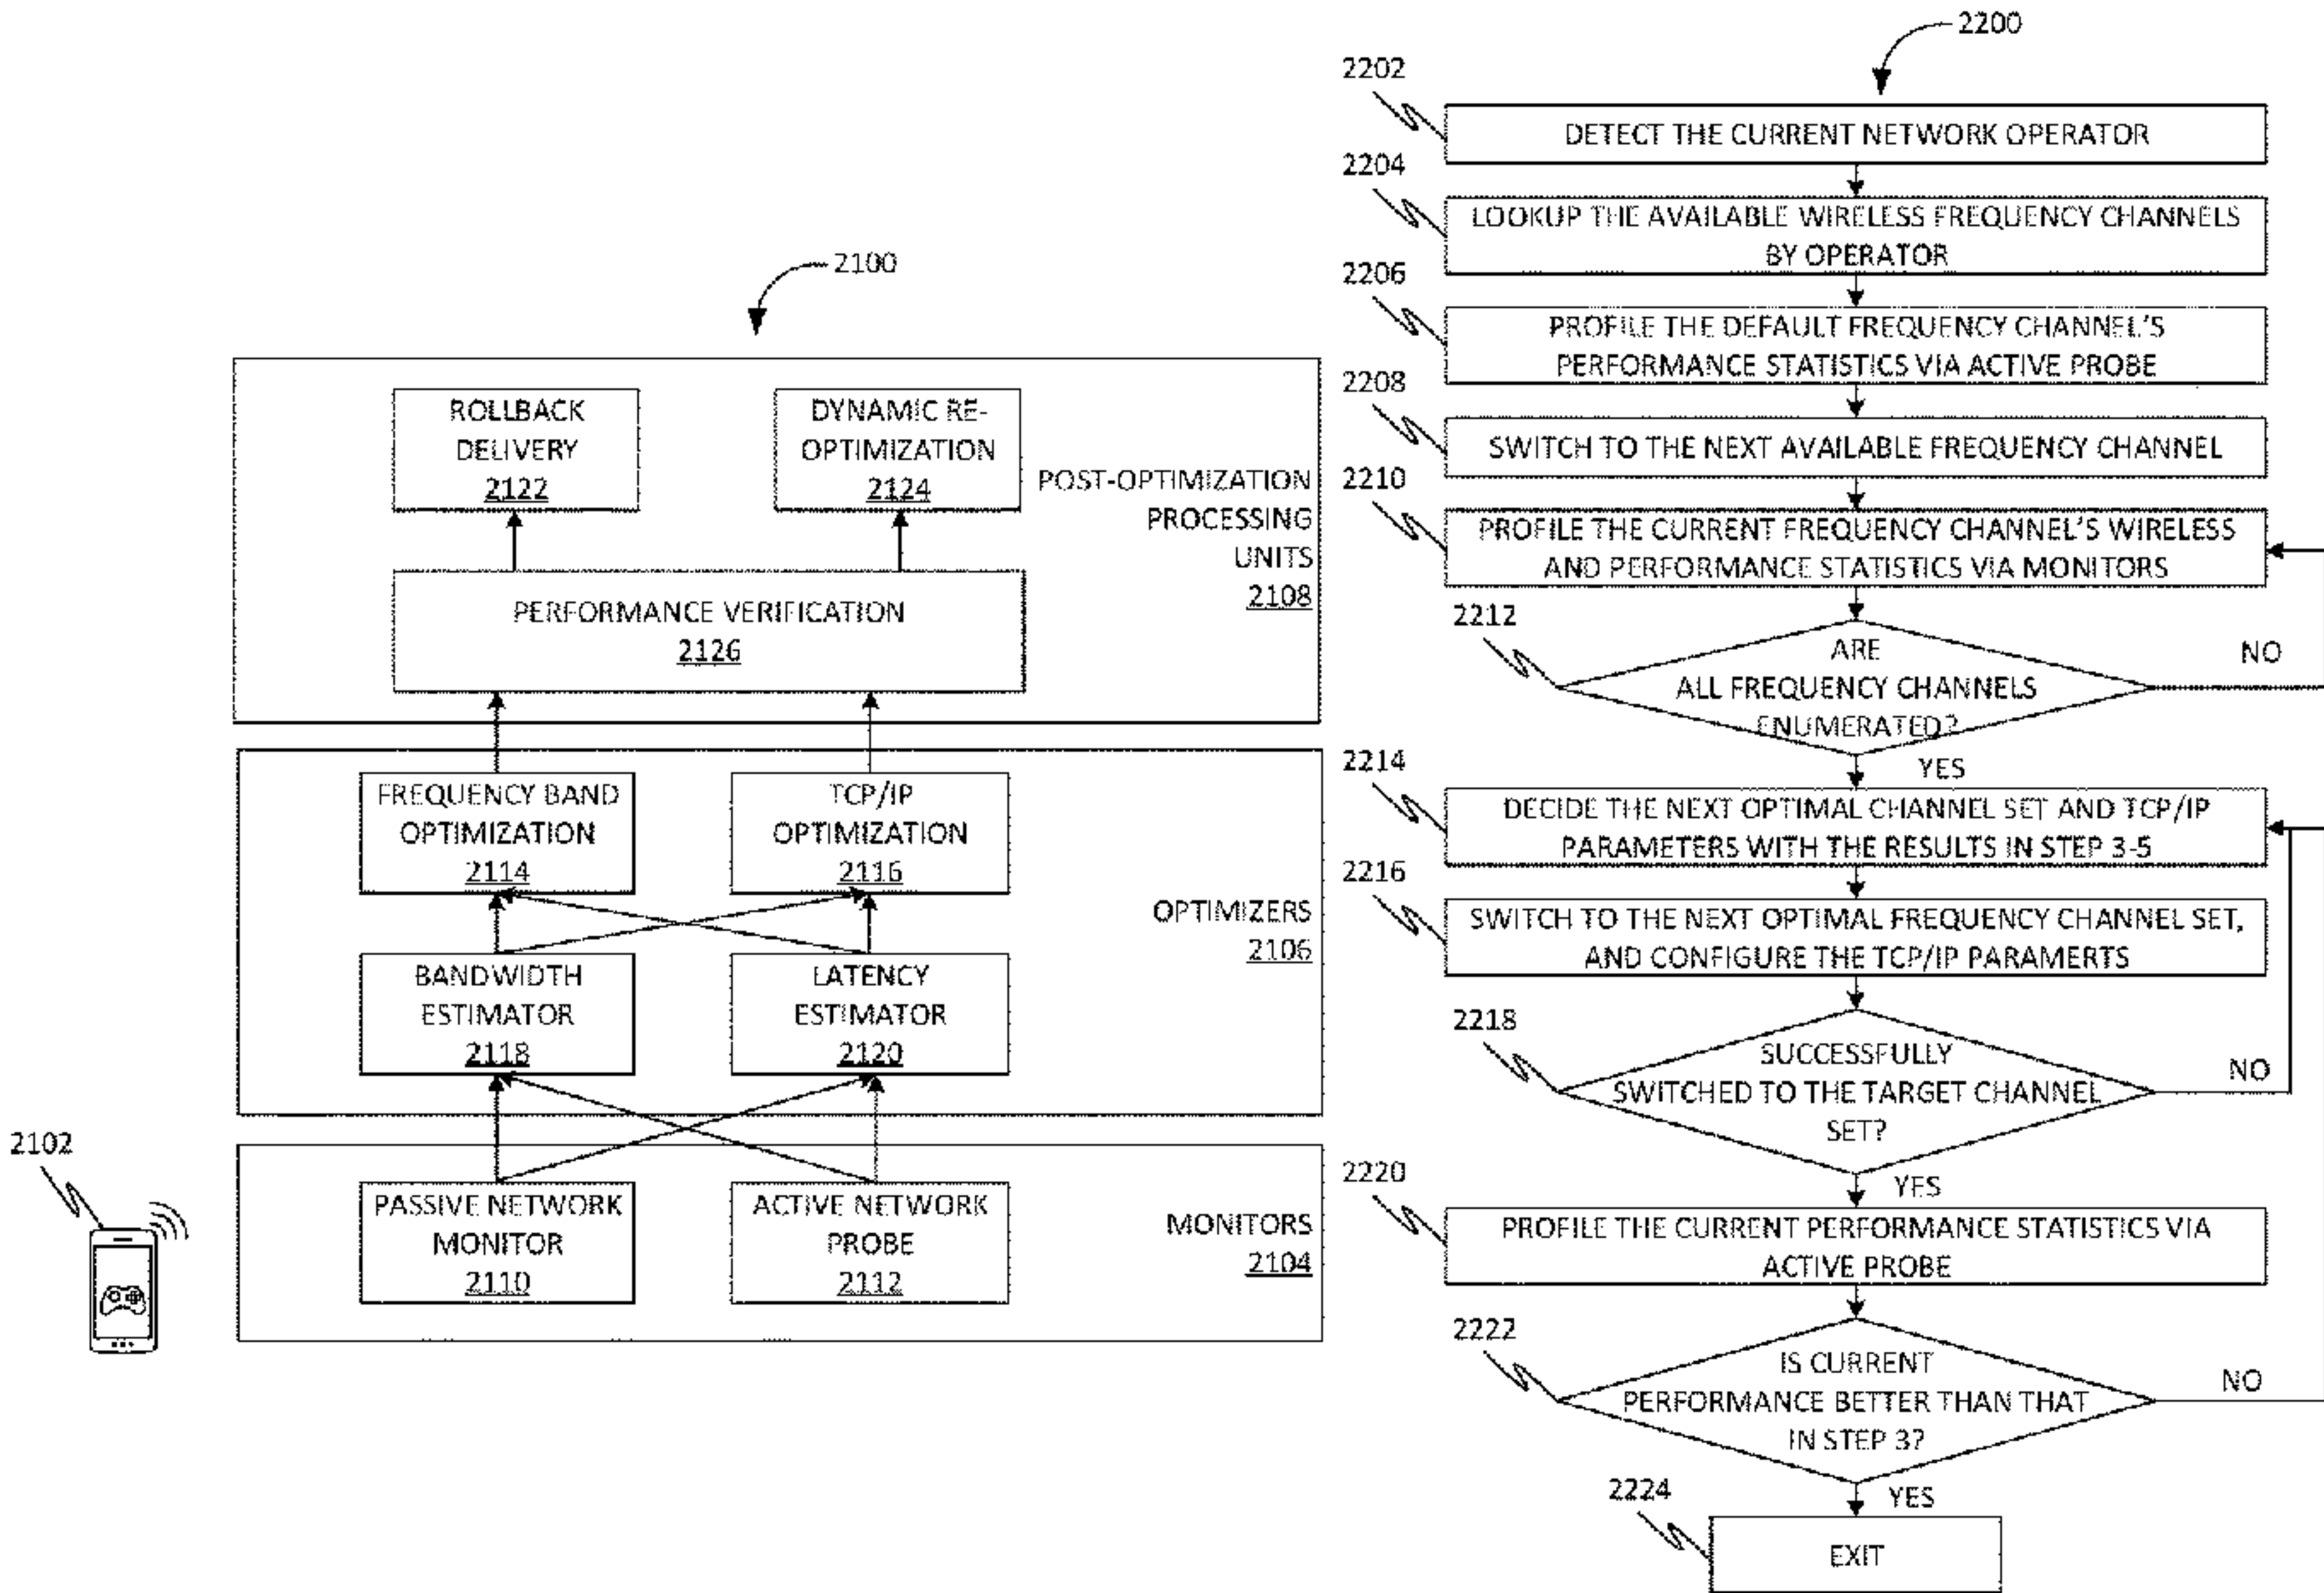 2100
ROLLBACK
DELIVERY
2122
DYNAMIC RE-
OPTIMIZATION
2124
POST-OPTIMIZATION
PROCESSING
UNITS
2108
PERFORMANCE VERIFICATION
2126
FREQUENCY BAND
OPTIMIZATION
2114
TCP/IP
OPTIMIZATION
2116
OPTIMIZERS
2106
BANDWIDTH
ESTIMATOR
2118
LATENCY
ESTIMATOR
2120
2102
PASSIVE NETWORK
MONITOR
2110
ACTIVE NETWORK
PROBE
2112
MONITORS
2104
2200
2202
DETECT THE CURRENT NETWORK OPERATOR
2204
LOOKUP THE AVAILABLE WIRELESS FREQUENCY CHANNELS
BY OPERATOR
2206
PROFILE THE DEFAULT FREQUENCY CHANNEL'S
PERFORMANCE STATISTICS VIA ACTIVE PROBE
2208
SWITCH TO THE NEXT AVAILABLE FREQUENCY CHANNEL
2210
PROFILE THE CURRENT FREQUENCY CHANNEL'S WIRELESS
AND PERFORMANCE STATISTICS VIA MONITORS
2212
ARE
ALL FREQUENCY CHANNELS
ENUMERATED?
NO
YES
2214
DECIDE THE NEXT OPTIMAL CHANNEL SET AND TCP/IP
PARAMETERS WITH THE RESULTS IN STEP 3-5
2216
SWITCH TO THE NEXT OPTIMAL FREQUENCY CHANNEL SET,
AND CONFIGURE THE TCP/IP PARAMERTS
2218
SUCCESSFULLY
SWITCHED TO THE TARGET CHANNEL
SET?
NO
YES
2220
PROFILE THE CURRENT PERFORMANCE STATISTICS VIA
ACTIVE PROBE
2222
IS CURRENT
PERFORMANCE BETTER THAN THAT
IN STEP 3?
NO
YES
2224
EXIT